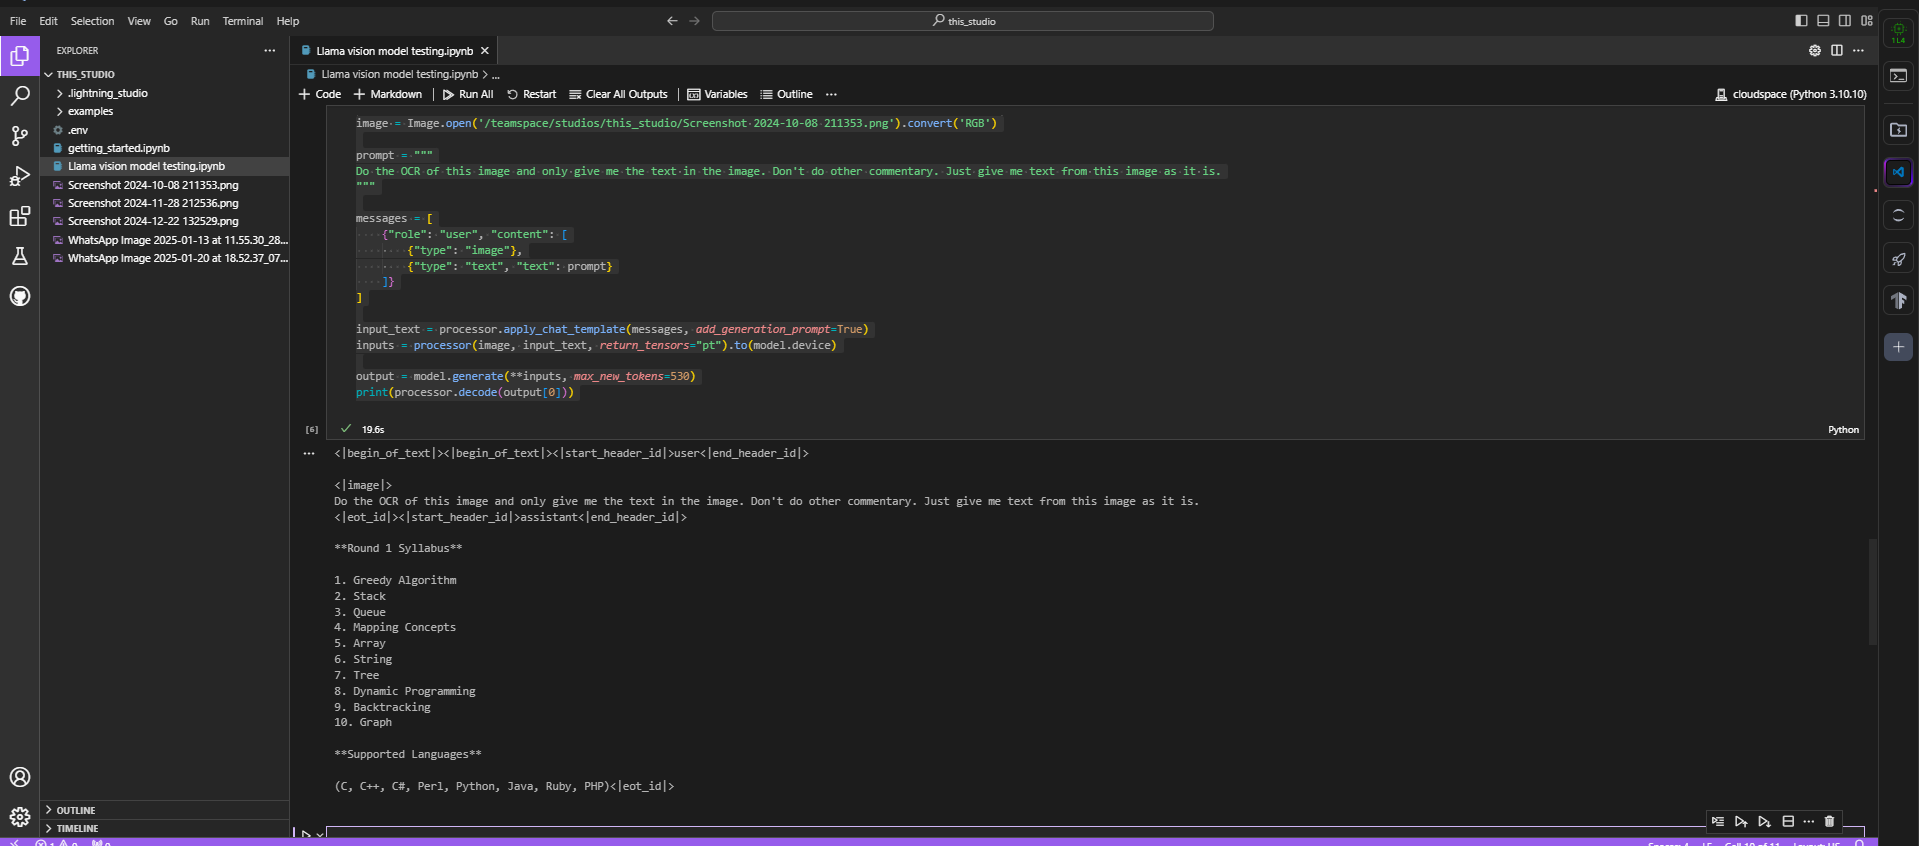 File Edit Selection View Go Run Terminal Help
this_studio
1 L4
EXPLORER
THIS_STUDIO
.lightning_studio
examples
.env
getting_started.ipynb
Llama vision model testing.ipynb
Screenshot 2024-10-08 211353.png
Screenshot 2024-11-28 212536.png
Screenshot 2024-12-22 132529.png
WhatsApp Image 2025-01-13 at 11.55.30_28...
WhatsApp Image 2025-01-20 at 18.52.37_07...
OUTLINE
TIMELINE
Llama vision model testing.ipynb
Llama vision model testing.ipynb > ...
+ Code + Markdown Run All Restart Clear All Outputs Variables Outline ...
cloudspace (Python 3.10.10)
image = Image.open('/teamspace/studios/this_studio/Screenshot 2024-10-08 211353.png').convert('RGB')
prompt = """
Do the OCR of this image and only give me the text in the image. Don't do other commentary. Just give me text from this image as it is.
"""
messages = [
    {"role": "user", "content": [
        {"type": "image"},
        {"type": "text", "text": prompt}
    ]}
]
input_text = processor.apply_chat_template(messages, add_generation_prompt=True)
inputs = processor(image, input_text, return_tensors="pt").to(model.device)
output = model.generate(**inputs, max_new_tokens=530)
print(processor.decode(output[0]))
[6] 19.6s
Python
<|begin_of_text|><|begin_of_text|><|start_header_id|>user<|end_header_id|>
<|image|>
Do the OCR of this image and only give me the text in the image. Don't do other commentary. Just give me text from this image as it is.
<|eot_id|><|start_header_id|>assistant<|end_header_id|>
**Round 1 Syllabus**
1. Greedy Algorithm
2. Stack
3. Queue
4. Mapping Concepts
5. Array
6. String
7. Tree
8. Dynamic Programming
9. Backtracking
10. Graph
**Supported Languages**
(C, C++, C#, Perl, Python, Java, Ruby, PHP)<|eot_id|>